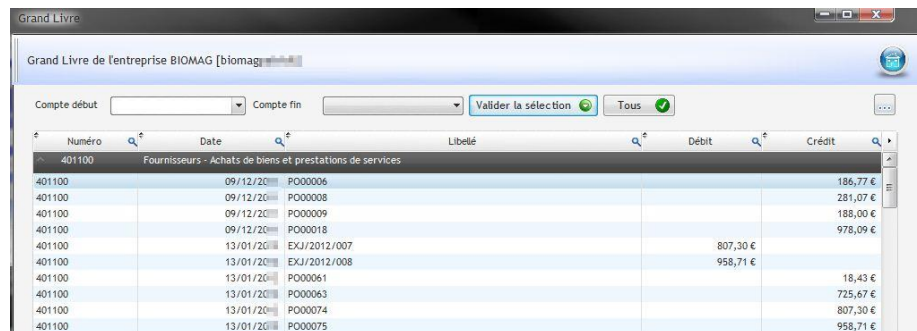 Grand Livre
Grand Livre de l'entreprise BIOMAG
Compte début Compte fin Valider la sélection Tous ...
Numéro Date Libellé Débit Crédit
401100 Fournisseurs - Achats de biens et prestations de services
401100 09/12/20 PO00006 186,77 €
401100 09/12/20 PO00008 281,07 €
401100 09/12/20 PO00009 188,00 €
401100 09/12/20 PO00018 978,09 €
401100 13/01/20 EXJ/2012/007 807,30 €
401100 13/01/20 EXJ/2012/008 958,71 €
401100 13/01/20 PO00061 18,43 €
401100 13/01/20 PO00063 725,67 €
401100 13/01/20 PO00074 807,30 €
401100 13/01/20 PO00075 958,71 €